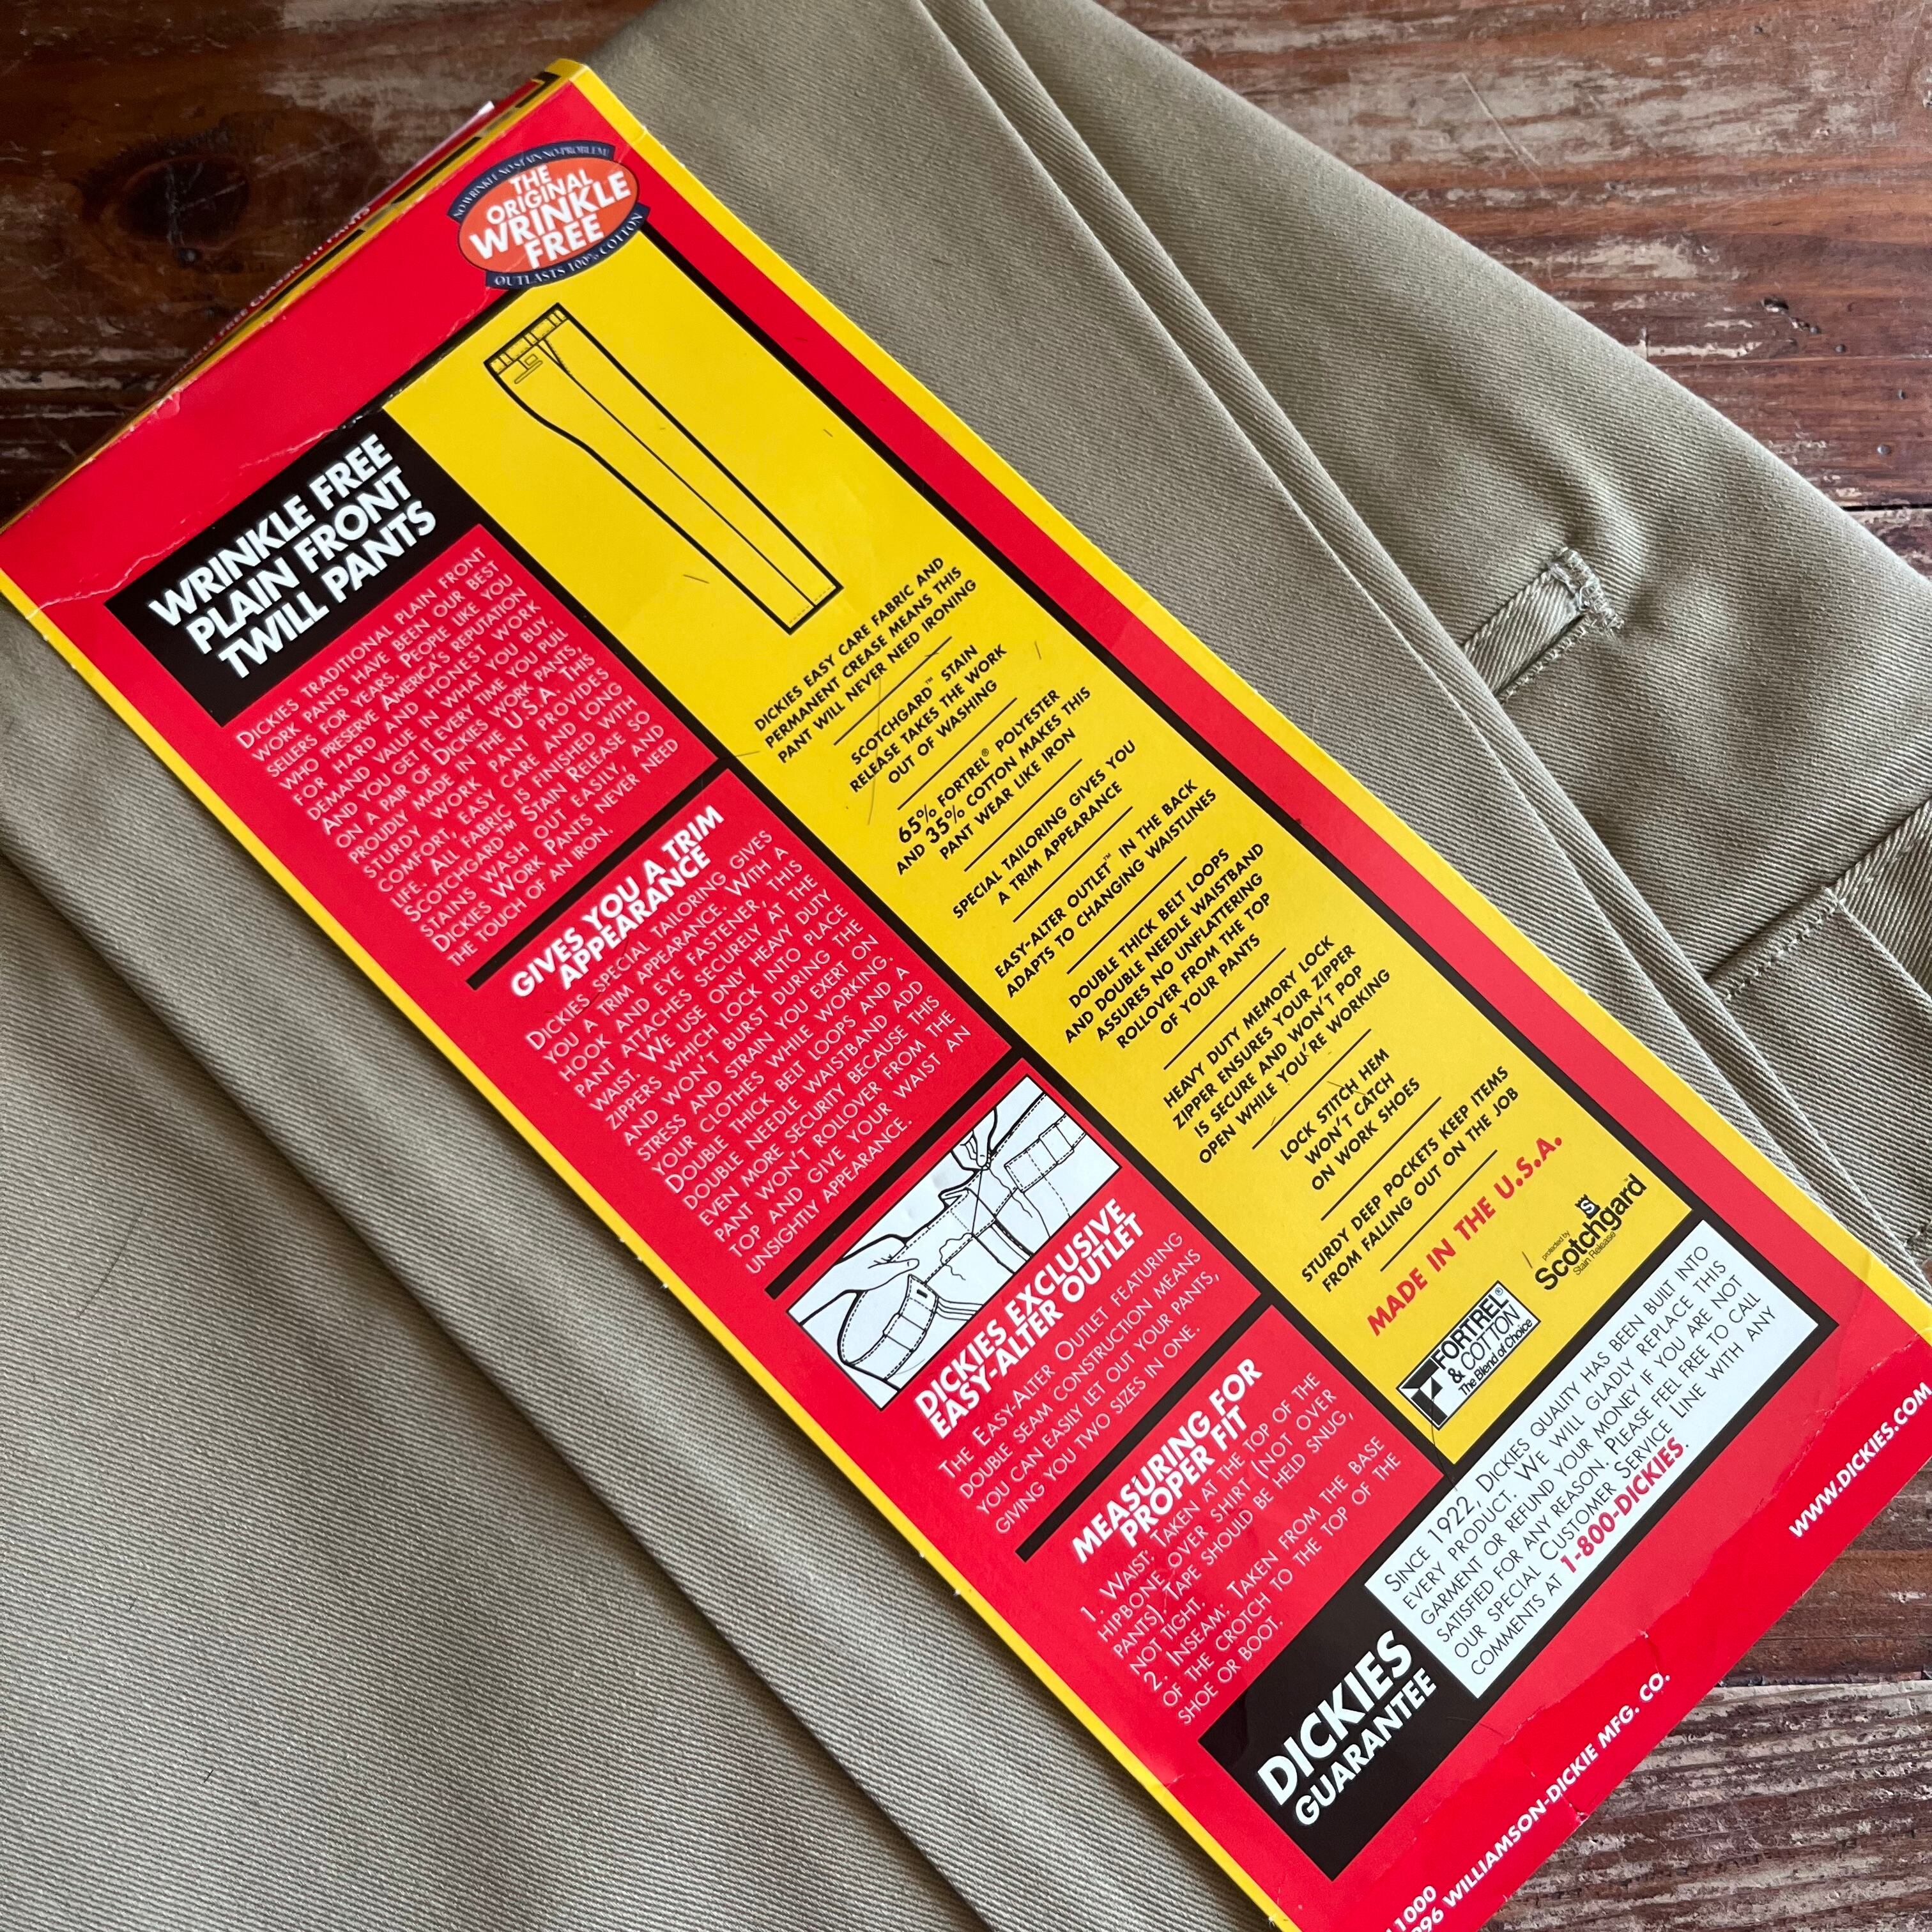 NO WRINKLE NO STAIN NO PROBLEM!
THE
ORIGINAL
WRINKLE
FREE
OUTLASTS 100% COTTON
FREE CLASSIC FIT PANTS
WRINKLE FREE
PLAIN FRONT
TWILL PANTS
DICKIES TRADITIONAL PLAIN FRONT
WORK PANTS HAVE BEEN OUR BEST
SELLERS FOR YEARS. PEOPLE LIKE YOU
WHO PRESERVE AMERICA'S REPUTATION
FOR HARD AND HONEST WORK
DEMAND VALUE IN WHAT YOU BUY.
AND YOU GET IT EVERY TIME YOU PULL
ON A PAIR OF DICKIES WORK PANTS,
PROUDLY MADE IN THE U.S.A. THIS
STURDY WORK PANT PROVIDES
COMFORT, EASY CARE AND LONG
LIFE. ALL FABRIC IS FINISHED WITH
SCOTCHGARD™ STAIN RELEASE SO
STAINS WASH OUT EASILY, AND
DICKIES WORK PANTS NEVER NEED
THE TOUCH OF AN IRON.
GIVES YOU A TRIM
APPEARANCE
DICKIES SPECIAL TAILORING GIVES
YOU A TRIM APPEARANCE. WITH A
HOOK AND EYE FASTENER, THIS
PANT ATTACHES SECURELY AT THE
WAIST. WE USE ONLY HEAVY DUTY
ZIPPERS WHICH LOCK INTO PLACE
AND WON'T BURST DURING THE
STRESS AND STRAIN YOU EXERT ON
YOUR CLOTHES WHILE WORKING.
DOUBLE THICK BELT LOOPS AND A
DOUBLE NEEDLE WAISTBAND ADD
EVEN MORE SECURITY BECAUSE THIS
PANT WON'T ROLLOVER FROM THE
TOP AND GIVE YOUR WAIST AN
UNSIGHTLY APPEARANCE.
DICKIES EXCLUSIVE
EASY-ALTER OUTLET
THE EASY-ALTER OUTLET FEATURING
DOUBLE SEAM CONSTRUCTION MEANS
YOU CAN EASILY LET OUT YOUR PANTS,
GIVING YOU TWO SIZES IN ONE.
MEASURING FOR
PROPER FIT
1. WAIST: TAKEN AT THE TOP OF THE
HIPBONE OVER SHIRT (NOT OVER
PANTS). TAPE SHOULD BE HELD SNUG,
NOT TIGHT.
2. INSEAM: TAKEN FROM THE BASE
OF THE CROTCH TO THE TOP OF THE
SHOE OR BOOT.
DICKIES EASY CARE FABRIC AND
PERMANENT CREASE MEANS THIS
PANT WILL NEVER NEED IRONING
SCOTCHGARD™ STAIN
RELEASE TAKES THE WORK
OUT OF WASHING
65% FORTREL® POLYESTER
AND 35% COTTON MAKES THIS
PANT WEAR LIKE IRON
SPECIAL TAILORING GIVES YOU
A TRIM APPEARANCE
EASY-ALTER OUTLET™ IN THE BACK
ADAPTS TO CHANGING WAISTLINES
DOUBLE THICK BELT LOOPS
AND DOUBLE NEEDLE WAISTBAND
ASSURES NO UNFLATTERING
ROLLOVER FROM THE TOP
OF YOUR PANTS
HEAVY DUTY MEMORY LOCK
ZIPPER ENSURES YOUR ZIPPER
IS SECURE AND WON'T POP
OPEN WHILE YOU'RE WORKING
LOCK STITCH HEM
WON'T CATCH
ON WORK SHOES
STURDY DEEP POCKETS KEEP ITEMS
FROM FALLING OUT ON THE JOB
MADE IN THE U.S.A.
FORTREL®
& COTTON
The Blend of Choice
protected by
Scotchgard
Stain Release
DICKIES
GUARANTEE
SINCE 1922, DICKIES QUALITY HAS BEEN BUILT INTO
EVERY PRODUCT. WE WILL GLADLY REPLACE THIS
GARMENT OR REFUND YOUR MONEY IF YOU ARE NOT
SATISFIED FOR ANY REASON. PLEASE FEEL FREE TO CALL
OUR SPECIAL CUSTOMER SERVICE LINE WITH ANY
COMMENTS AT 1-800-DICKIES.
1000
96 WILLIAMSON-DICKIE MFG. CO.
WWW.DICKIES.COM